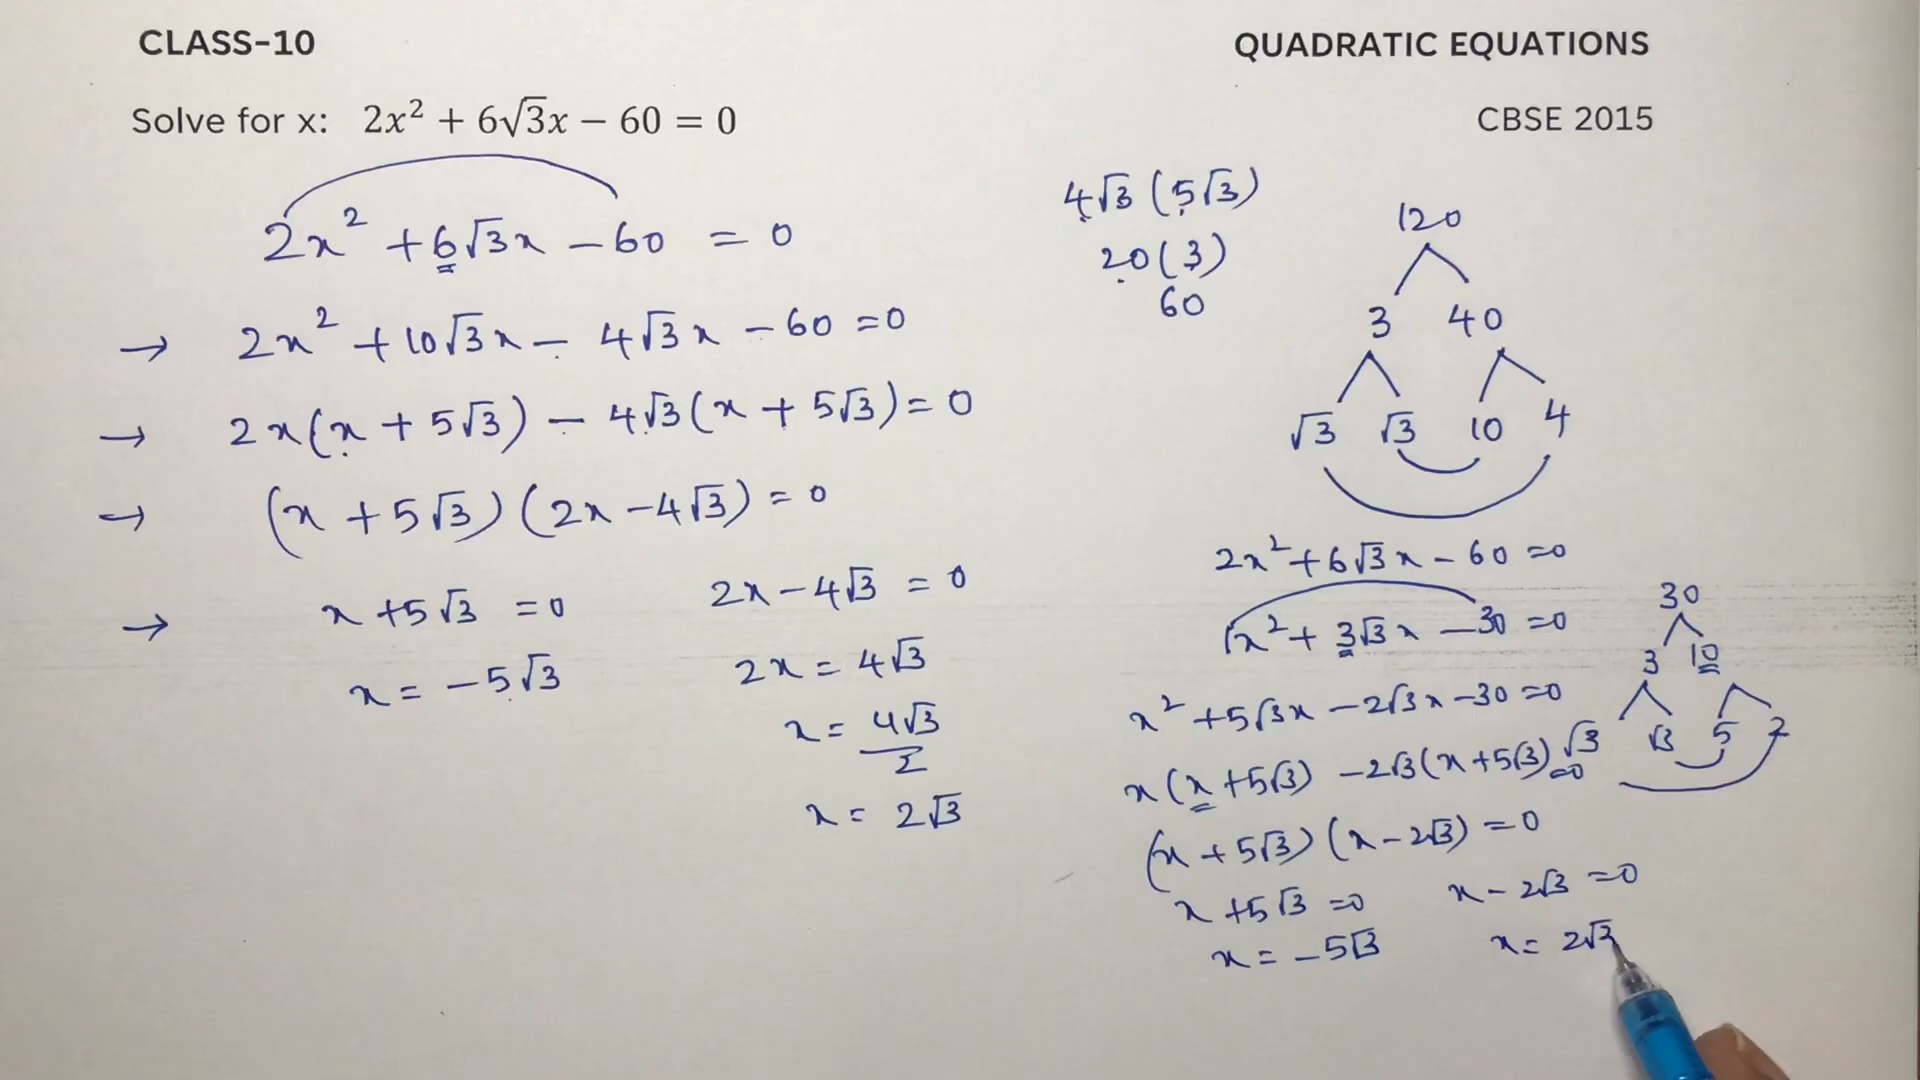 CLASS-10
QUADRATIC EQUATIONS
Solve for x: 2x² + 6√3x − 60 = 0
CBSE 2015
2x² + 6√3x − 60 = 0
→ 2x² + 10√3x − 4√3x − 60 = 0
→ 2x(x + 5√3) − 4√3(x + 5√3) = 0
→ (x + 5√3)(2x − 4√3) = 0
→ x + 5√3 = 0
x = −5√3
2x − 4√3 = 0
2x = 4√3
x = 4√3
2
x = 2√3
4√3 (5√3)
20(3)
60
120
3 40
√3 √3 10 4
2x² + 6√3x − 60 = 0
1x² + 3√3x − 30 = 0
x² + 5√3x − 2√3x − 30 = 0
x(x + 5√3) − 2√3(x + 5√3) = 0
(x + 5√3)(x − 2√3) = 0
x + 5√3 = 0
x = −5√3
x − 2√3 = 0
x = 2√3
30
3 10
√3 √3 5 2